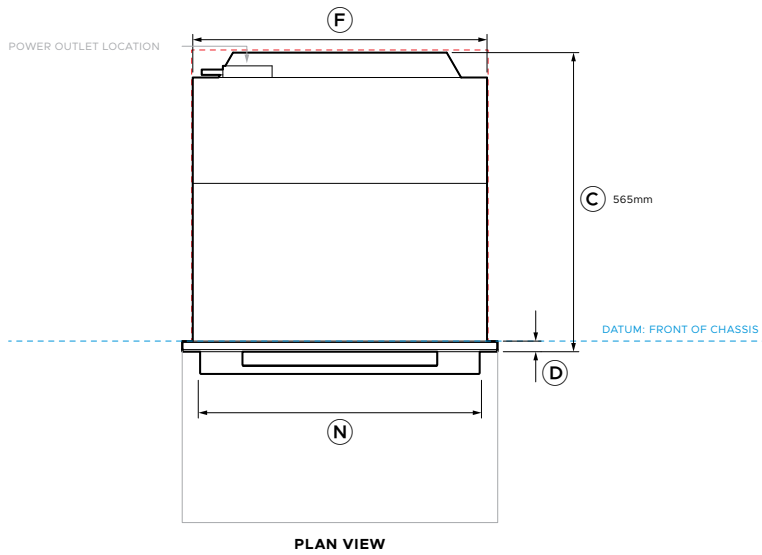 F
POWER OUTLET LOCATION
C 565mm
DATUM: FRONT OF CHASSIS
D
N
PLAN VIEW